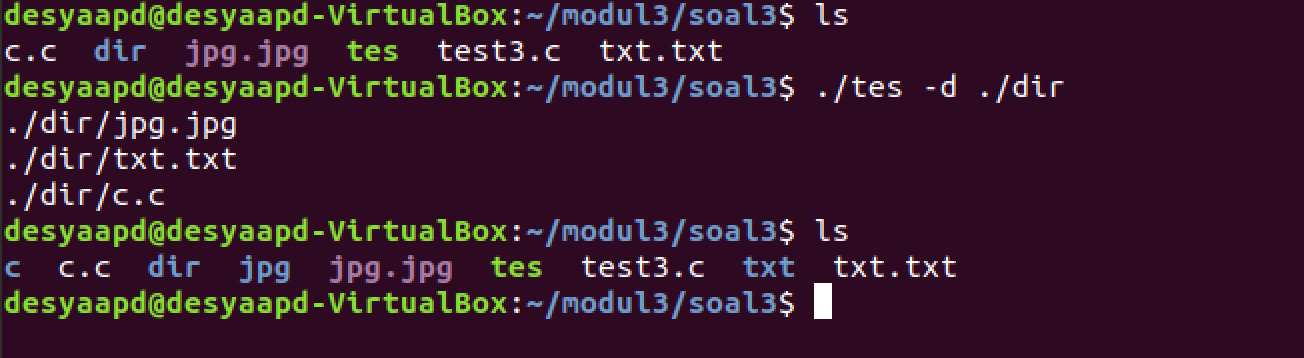 desyaapd@desyaapd-VirtualBox:~/modul3/soal3$ ls
c.c  dir  jpg.jpg  tes  test3.c  txt.txt
desyaapd@desyaapd-VirtualBox:~/modul3/soal3$ ./tes -d ./dir
./dir/jpg.jpg
./dir/txt.txt
./dir/c.c
desyaapd@desyaapd-VirtualBox:~/modul3/soal3$ ls
c  c.c  dir  jpg  jpg.jpg  tes  test3.c  txt  txt.txt
desyaapd@desyaapd-VirtualBox:~/modul3/soal3$